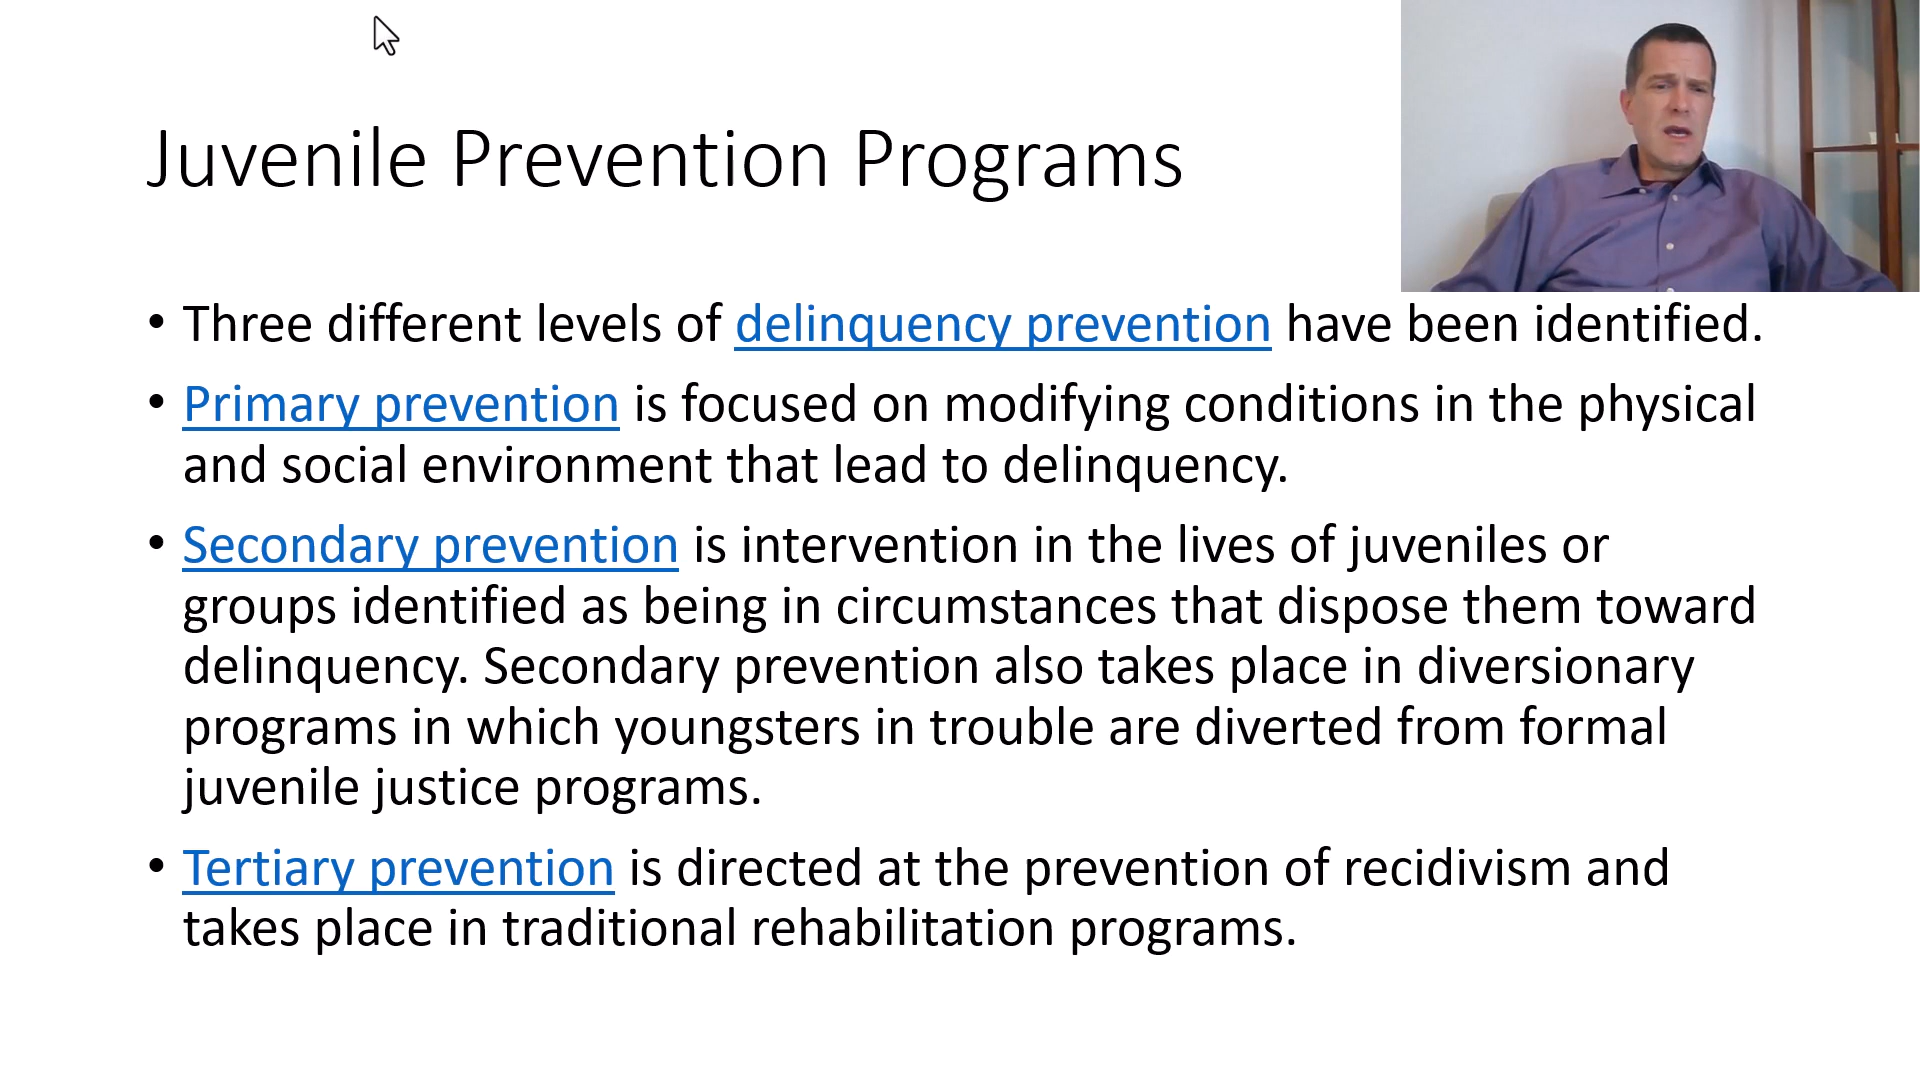 Juvenile Prevention Programs
• Three different levels of delinquency prevention have been identified.
• Primary prevention is focused on modifying conditions in the physical
and social environment that lead to delinquency.
• Secondary prevention is intervention in the lives of juveniles or
groups identified as being in circumstances that dispose them toward
delinquency. Secondary prevention also takes place in diversionary
programs in which youngsters in trouble are diverted from formal
juvenile justice programs.
• Tertiary prevention is directed at the prevention of recidivism and
takes place in traditional rehabilitation programs.